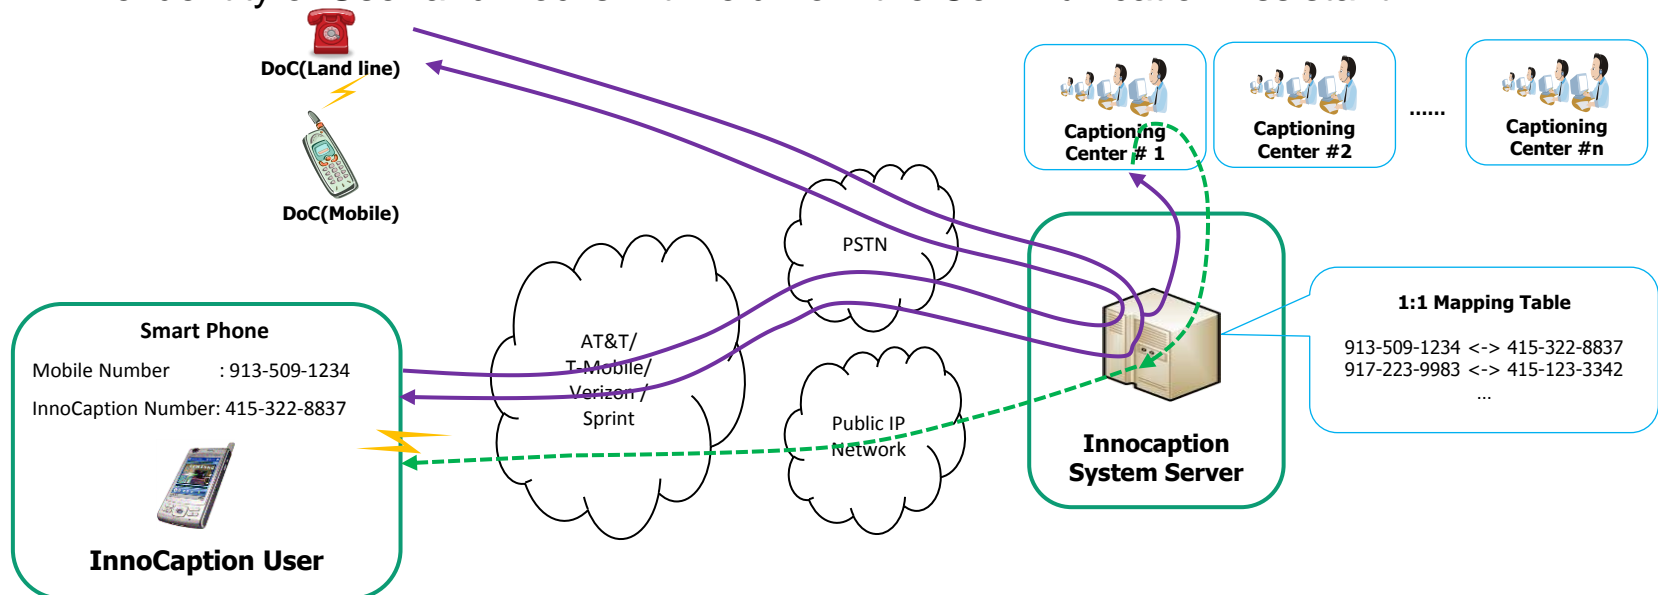 DoC(Land line)
DoC(Mobile)
Captioning
Center # 1
Captioning
Center #2
......
Captioning
Center #n
PSTN
AT&T/
T-Mobile/
Verizon /
Sprint
Public IP
Network
Smart Phone
Mobile Number : 913-509-1234
InnoCaption Number: 415-322-8837
InnoCaption User
Innocaption
System Server
1:1 Mapping Table
913-509-1234 <-> 415-322-8837
917-223-9983 <-> 415-123-3342
...